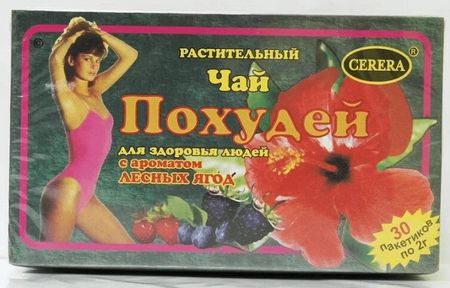 РАСТИТЕЛЬНЫЙ
CERERA®
Чай
Похудей
для здоровья людей
с ароматом
ЛЕСНЫХ ЯГОД
30
пакетиков
по 2г